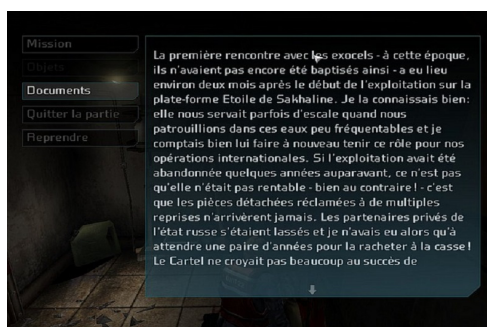 Mission
Objets
Documents
Quitter la partie
Reprendre
La première rencontre avec les exocels - à cette époque,
ils n'avaient pas encore été baptisés ainsi - a eu lieu
environ deux mois après le début de l'exploitation sur la
plate-forme Etoile de Sakhaline. Je la connaissais bien:
elle nous servait parfois d'escale quand nous
patrouillions dans ces eaux peu fréquentables et je
comptais bien lui faire à nouveau tenir ce rôle pour nos
opérations internationales. Si l'exploitation avait été
abandonnée quelques années auparavant, ce n'est pas
qu'elle n'était pas rentable - bien au contraire ! - c'est
que les pièces détachées réclamées à de multiples
reprises n'arrivèrent jamais. Les partenaires privés de
l'état russe s'étaient lassés et je n'avais eu alors qu'à
attendre une paire d'années pour la racheter à la casse !
Le Cartel ne croyait pas beaucoup au succès de